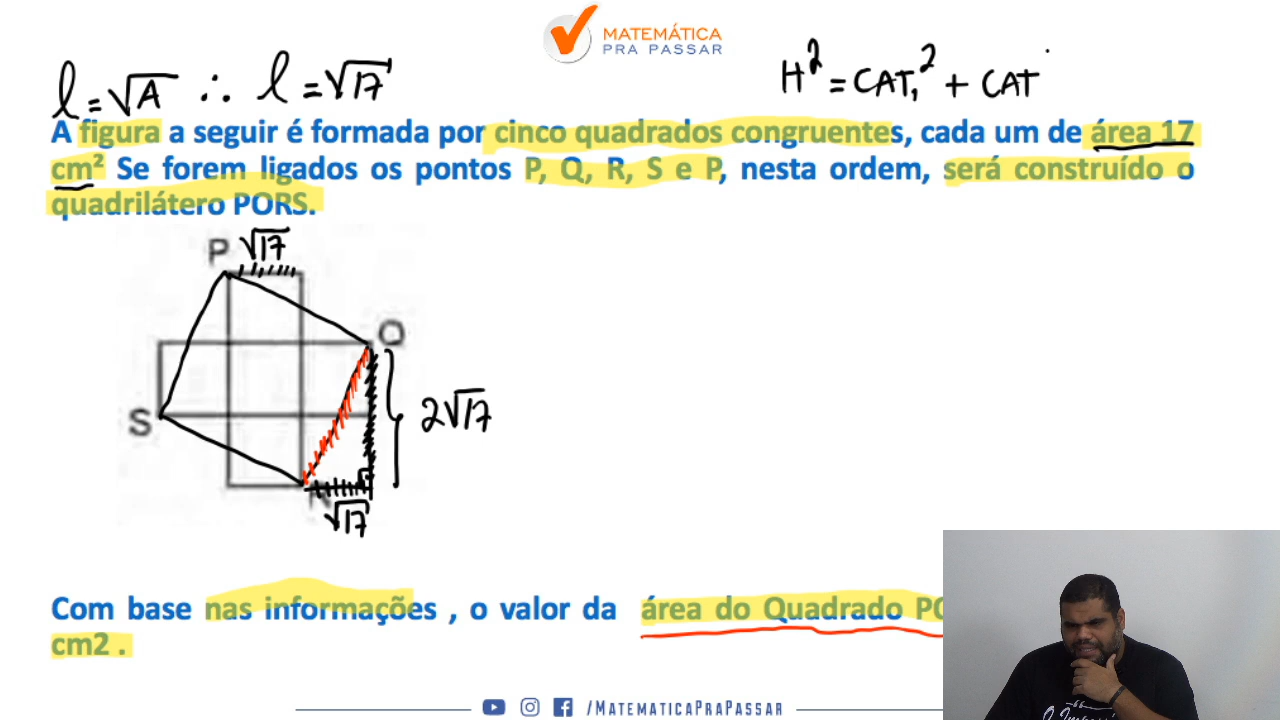 MATEMÁTICA
PRA PASSAR
l = √A ∴ l = √17
H² = CAT₁² + CAT
A figura a seguir é formada por cinco quadrados congruentes, cada um de área 17
cm² Se forem ligados os pontos P, Q, R, S e P, nesta ordem, será construído o
quadrilátero PQRS.
P √17
Q
S
2√17
R
√17
Com base nas informações , o valor da área do Quadrado
cm2 .
/MatematicaPraPassar